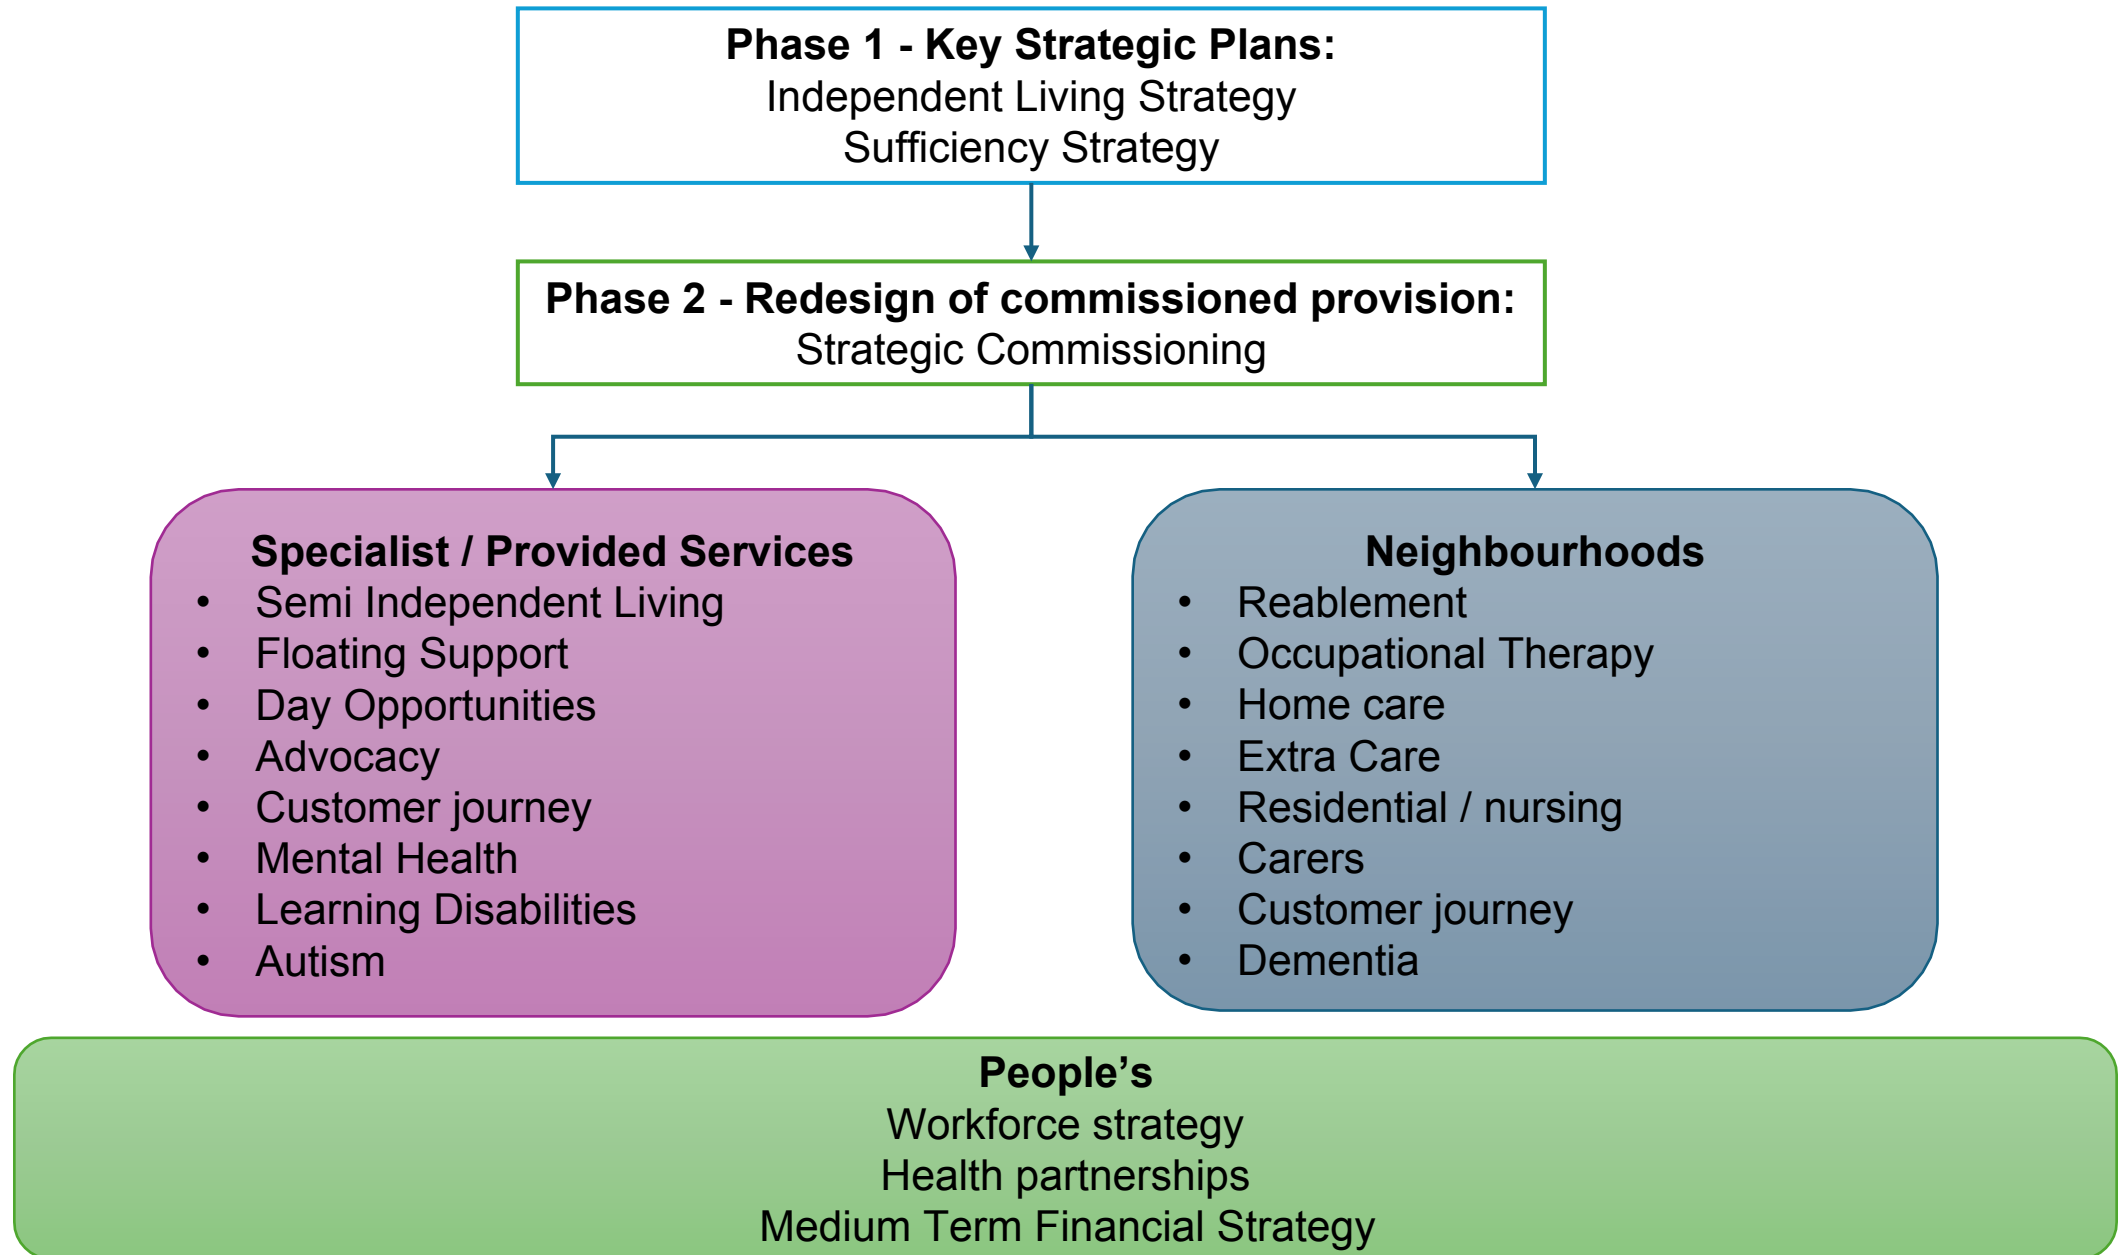 Phase 1 - Key Strategic Plans:
Independent Living Strategy
Sufficiency Strategy
Phase 2 - Redesign of commissioned provision:
Strategic Commissioning
Specialist / Provided Services
• Semi Independent Living
• Floating Support
• Day Opportunities
• Advocacy
• Customer journey
• Mental Health
• Learning Disabilities
• Autism
Neighbourhoods
• Reablement
• Occupational Therapy
• Home care
• Extra Care
• Residential / nursing
• Carers
• Customer journey
• Dementia
People’s
Workforce strategy
Health partnerships
Medium Term Financial Strategy